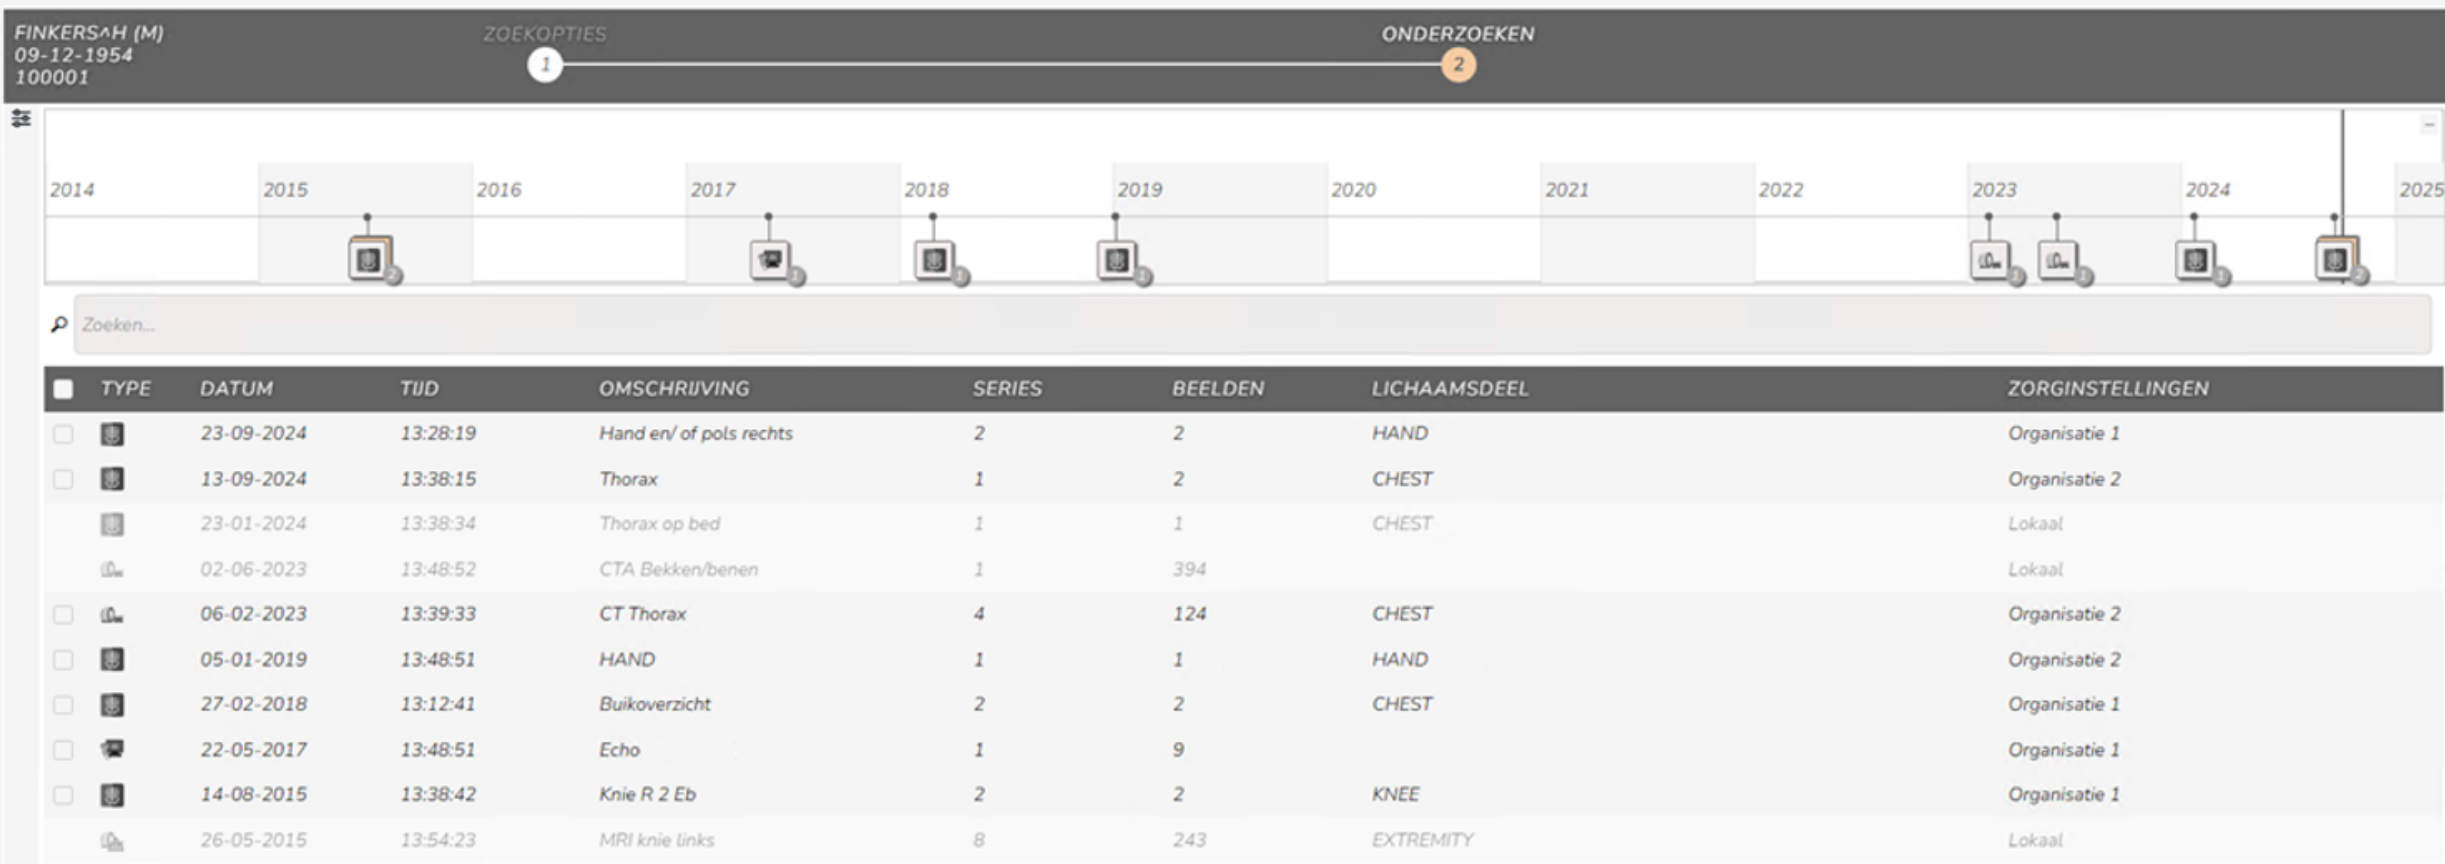 FINKERS^H (M)
09-12-1954
100001
ZOEKOPTIES
1
ONDERZOEKEN
2
2014 2015 2016 2017 2018 2019 2020 2021 2022 2023 2024 2025
2 1 1 1 1 1 1 2
Zoeken...
TYPE DATUM TIJD OMSCHRIJVING SERIES BEELDEN LICHAAMSDEEL ZORGINSTELLINGEN
23-09-2024 13:28:19 Hand en/ of pols rechts 2 2 HAND Organisatie 1
13-09-2024 13:38:15 Thorax 1 2 CHEST Organisatie 2
23-01-2024 13:38:34 Thorax op bed 1 1 CHEST Lokaal
02-06-2023 13:48:52 CTA Bekken/benen 1 394 Lokaal
06-02-2023 13:39:33 CT Thorax 4 124 CHEST Organisatie 2
05-01-2019 13:48:51 HAND 1 1 HAND Organisatie 2
27-02-2018 13:12:41 Buikoverzicht 2 2 CHEST Organisatie 1
22-05-2017 13:48:51 Echo 1 9 Organisatie 1
14-08-2015 13:38:42 Knie R 2 Eb 2 2 KNEE Organisatie 1
26-05-2015 13:54:23 MRI knie links 8 243 EXTREMITY Lokaal